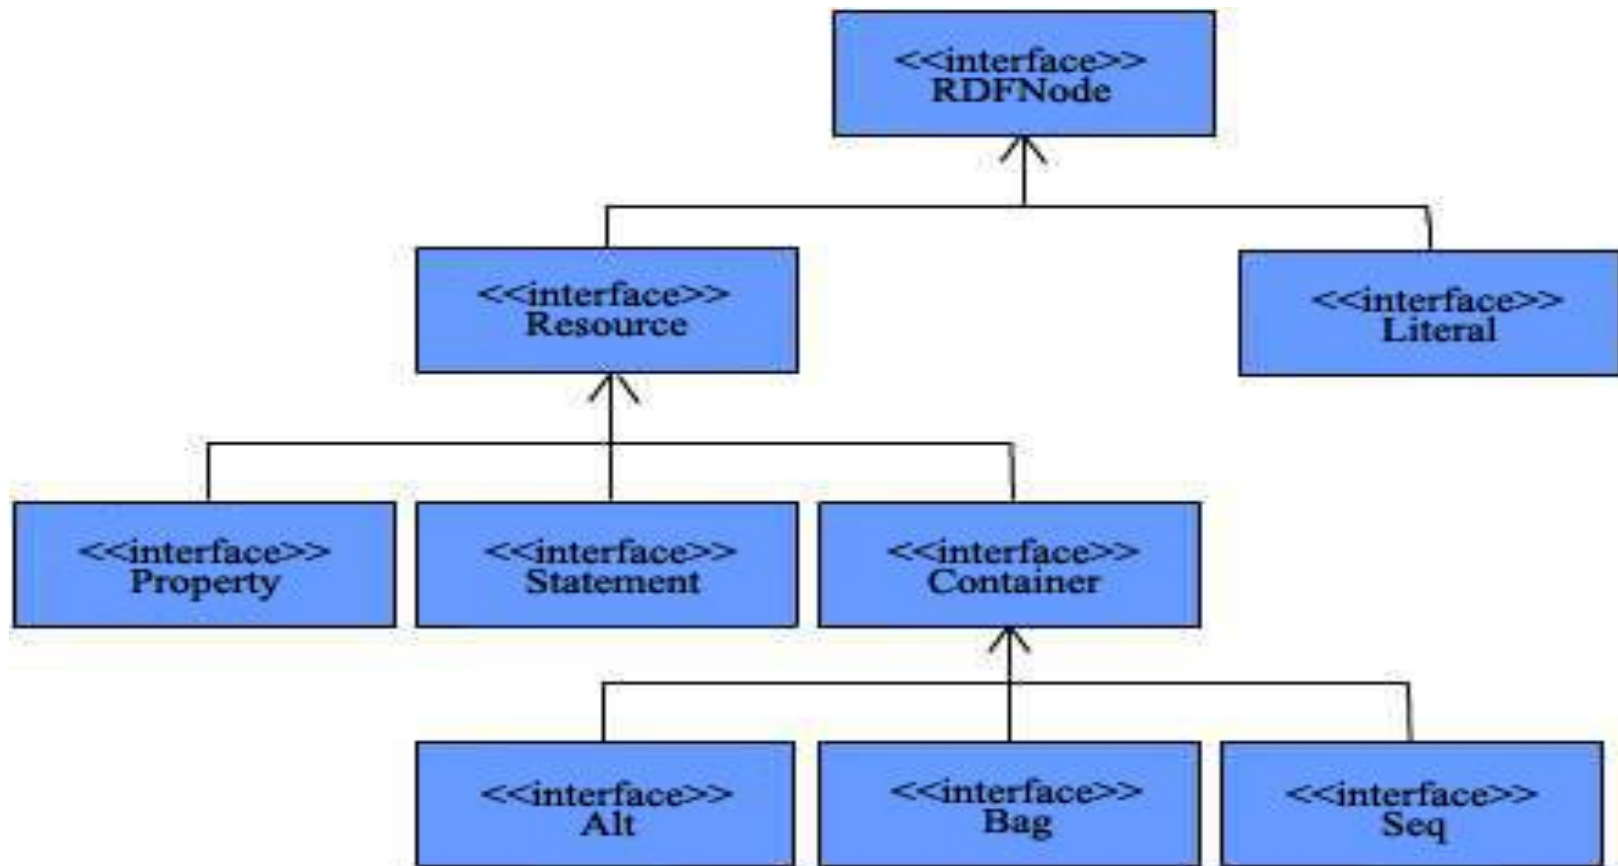 <<interface>>
RDFNode
<<interface>>
Resource
<<interface>>
Literal
<<interface>>
Property
<<interface>>
Statement
<<interface>>
Container
<<interface>>
Alt
<<interface>>
Bag
<<interface>>
Seq